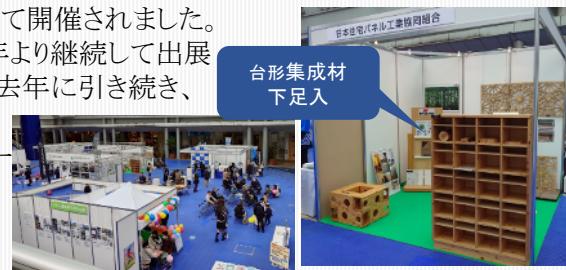 て開催されました。
より継続して出展
去年に引き続き、
台形集成材
下足入
日本住宅パネル工業協同組合